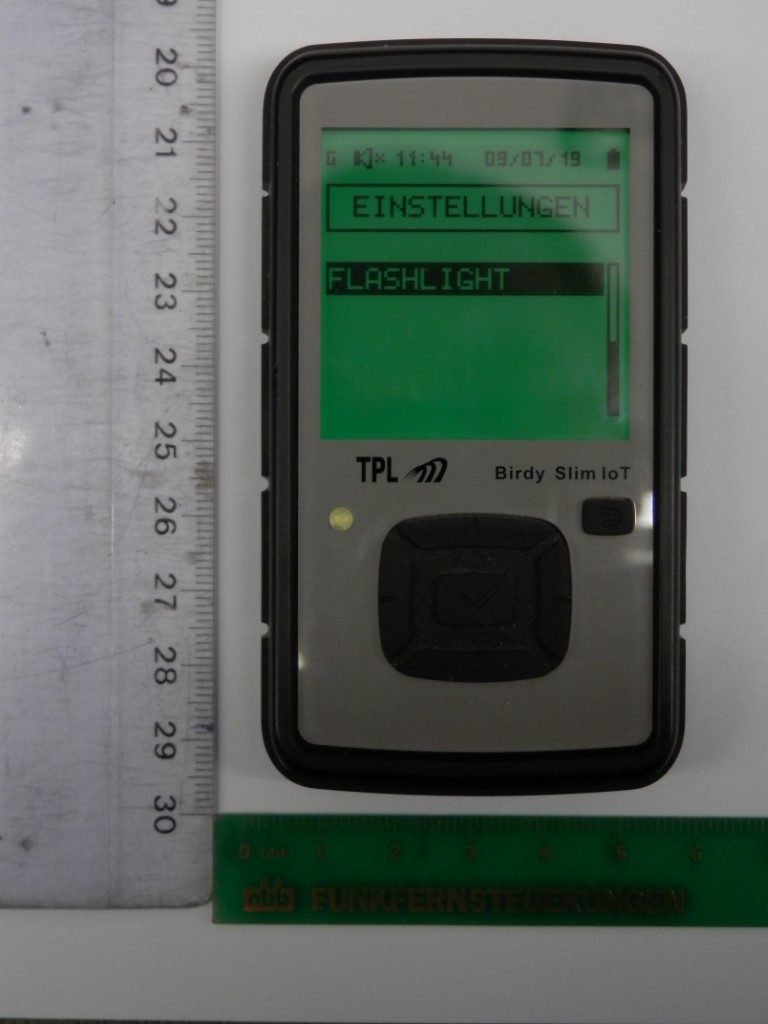 G 11:44 09/07/19
EINSTELLUNGEN
FLASHLIGHT
TPL
Birdy Slim IoT
20
21
22
23
24
25
26
27
28
29
30
0 cm 1 2 3 4 5 6
nbb FUNKFERNSTEUERUNGEN